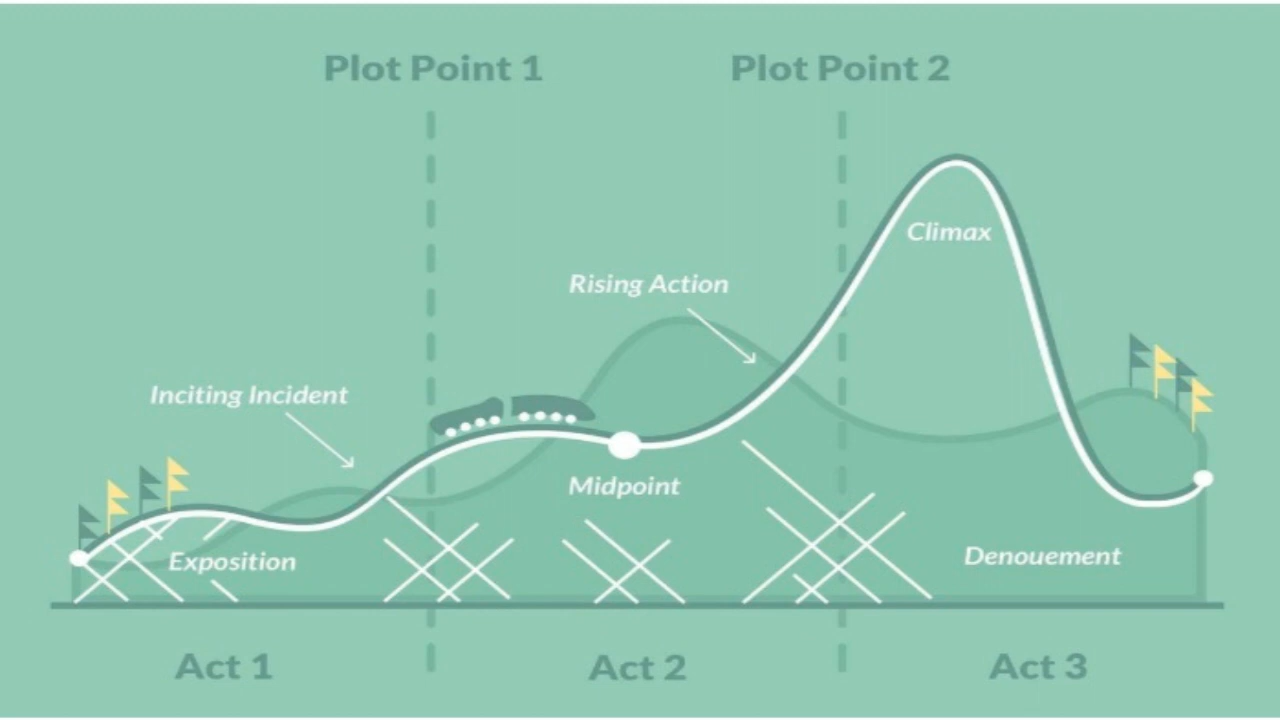 Plot Point 1
Plot Point 2
Climax
Rising Action
Inciting Incident
Midpoint
Exposition
Denouement
Act 1
Act 2
Act 3